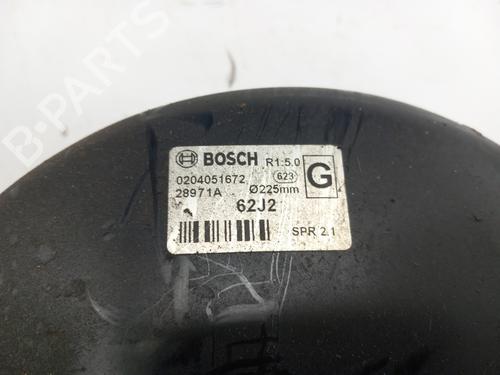 B-PARTS
BOSCH R1:5.0 G
0204051672 623
28971A Ø225mm
62J2
SPR 2.1